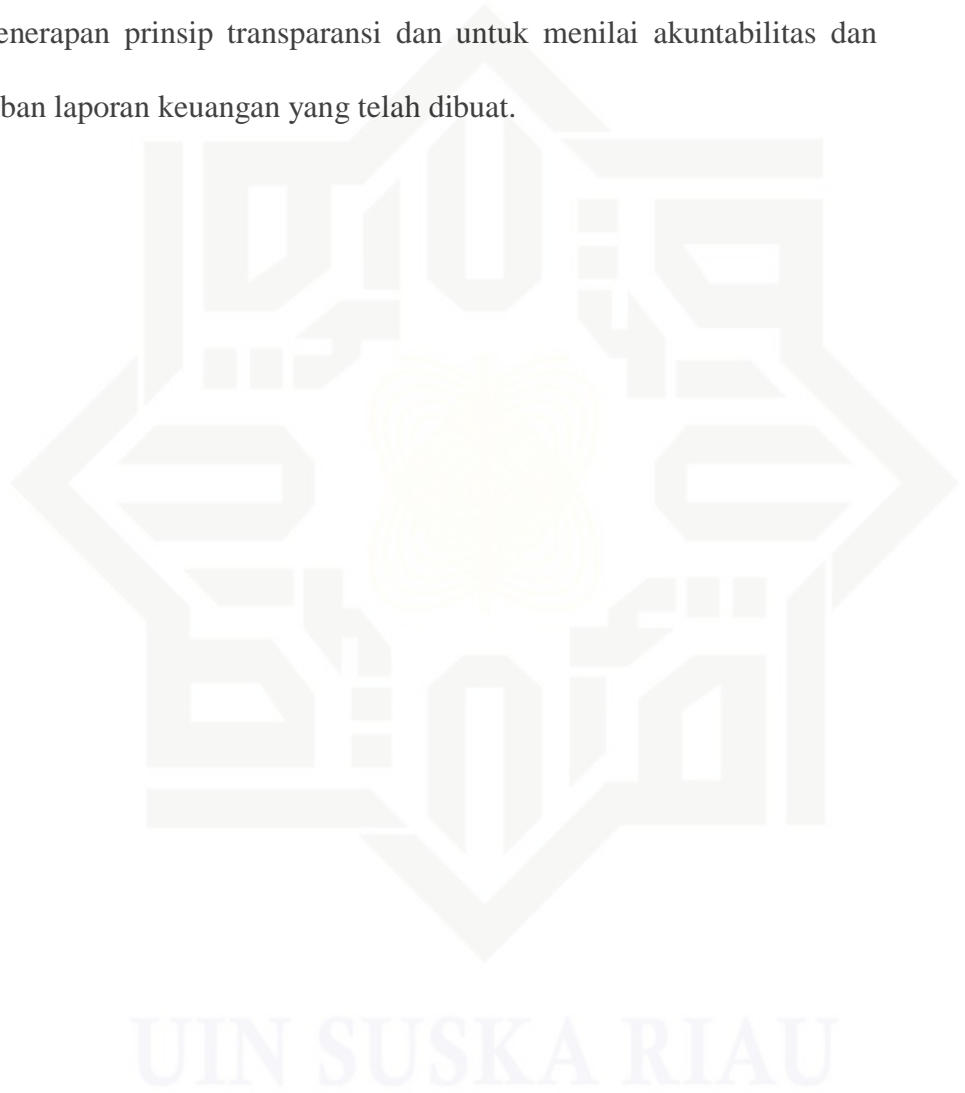 enerapan prinsip transparansi dan untuk menilai akuntabilitas dan
ban laporan keuangan yang telah dibuat.
UIN SUSKA RIAU